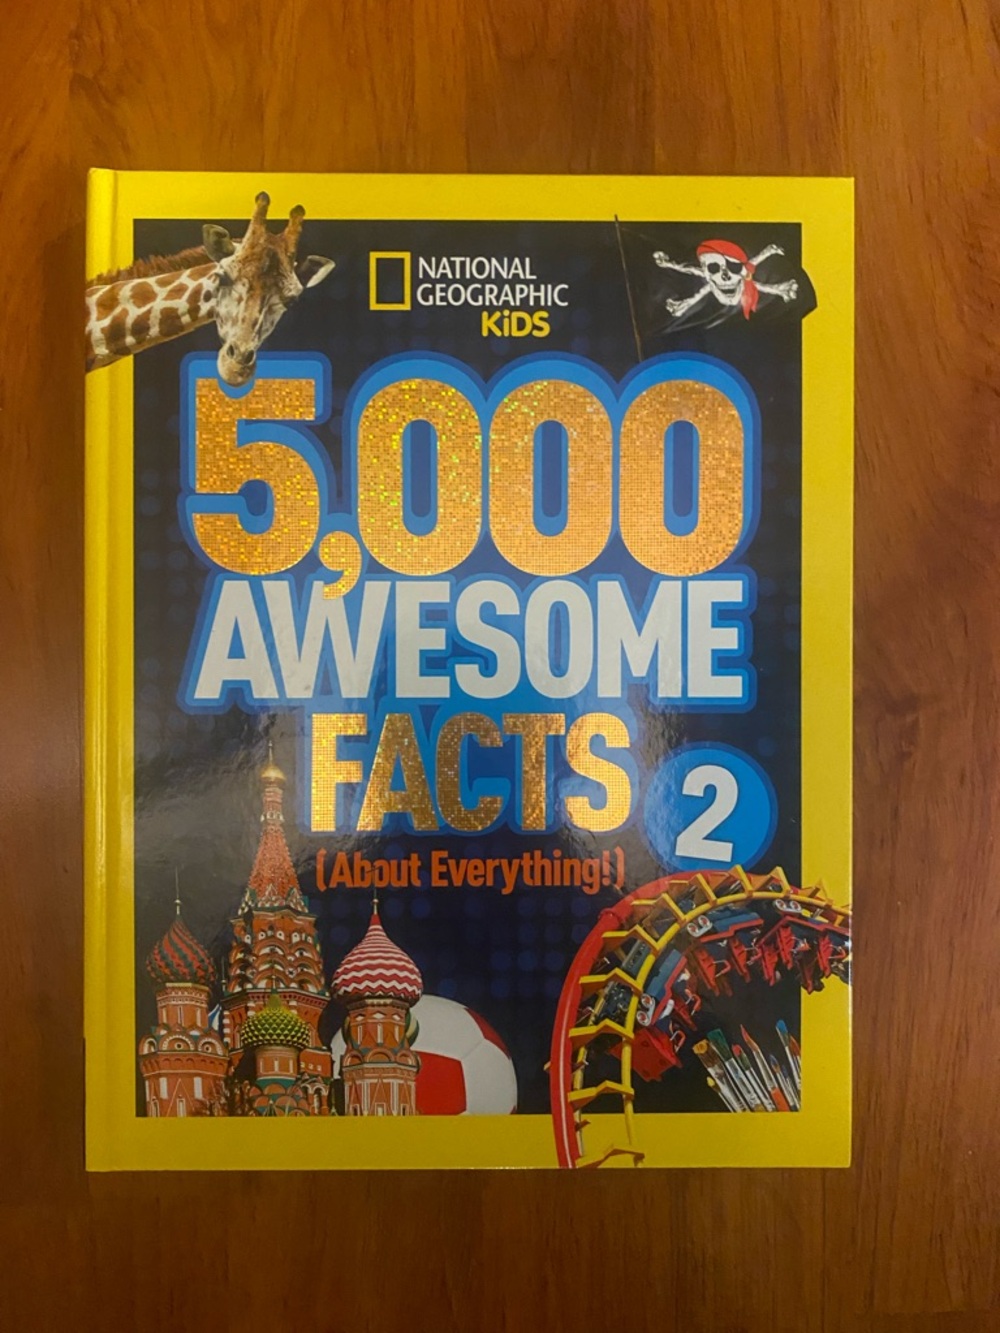 NATIONAL
GEOGRAPHIC
KiDS
5,000
AWESOME
FACTS
2
(About Everything!)